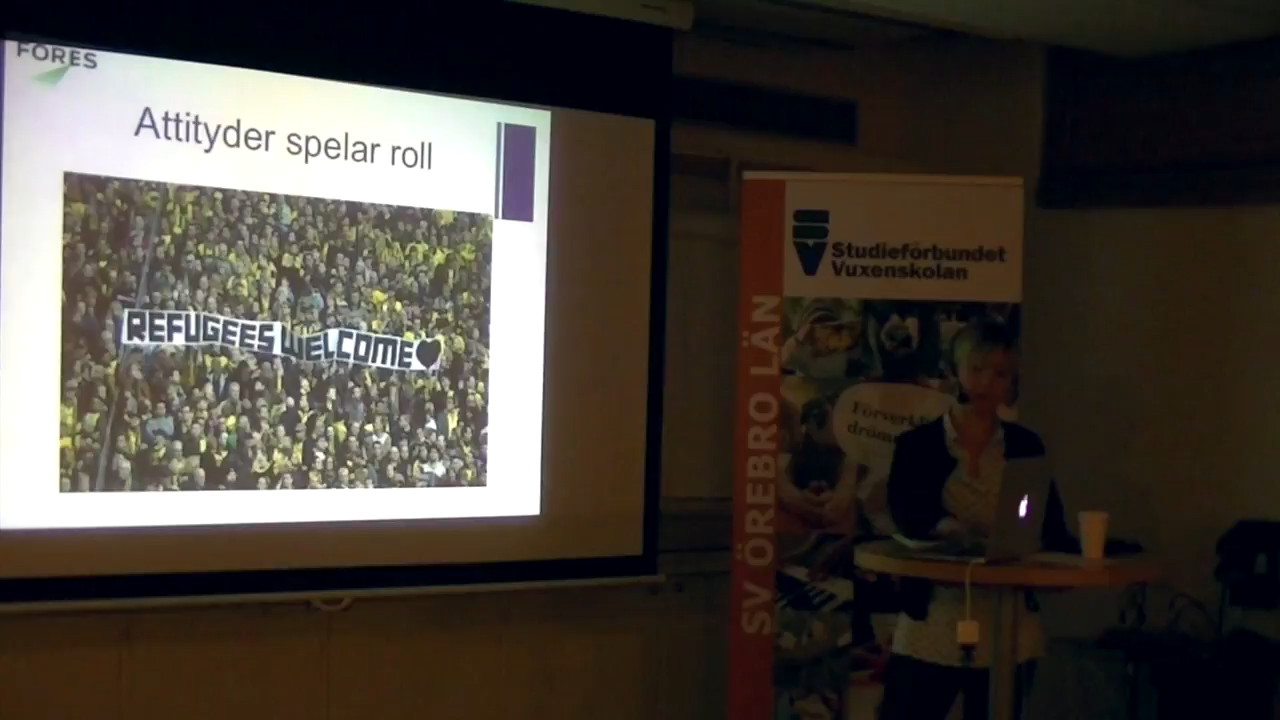 FORES
Attityder spelar roll
REFUGEES WELCOME
Studieförbundet
Vuxenskolan
SV ÖREBRO LÄN